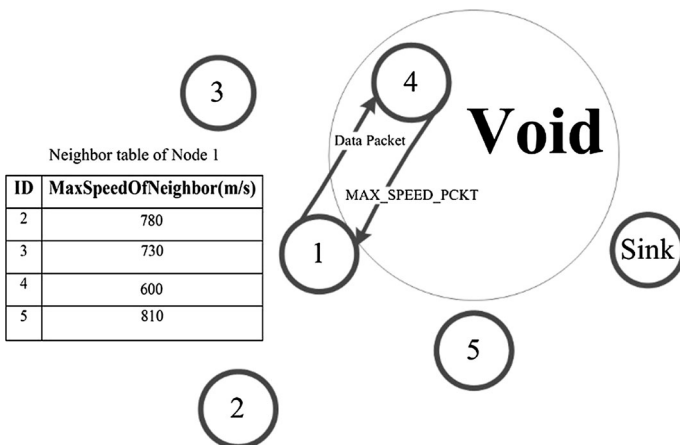 3
4
Void
Data Packet
Neighbor table of Node 1
ID MaxSpeedOfNeighbor(m/s)
2 780
3 730
4 600
5 810
MAX_SPEED_PCKT
1
Sink
5
2